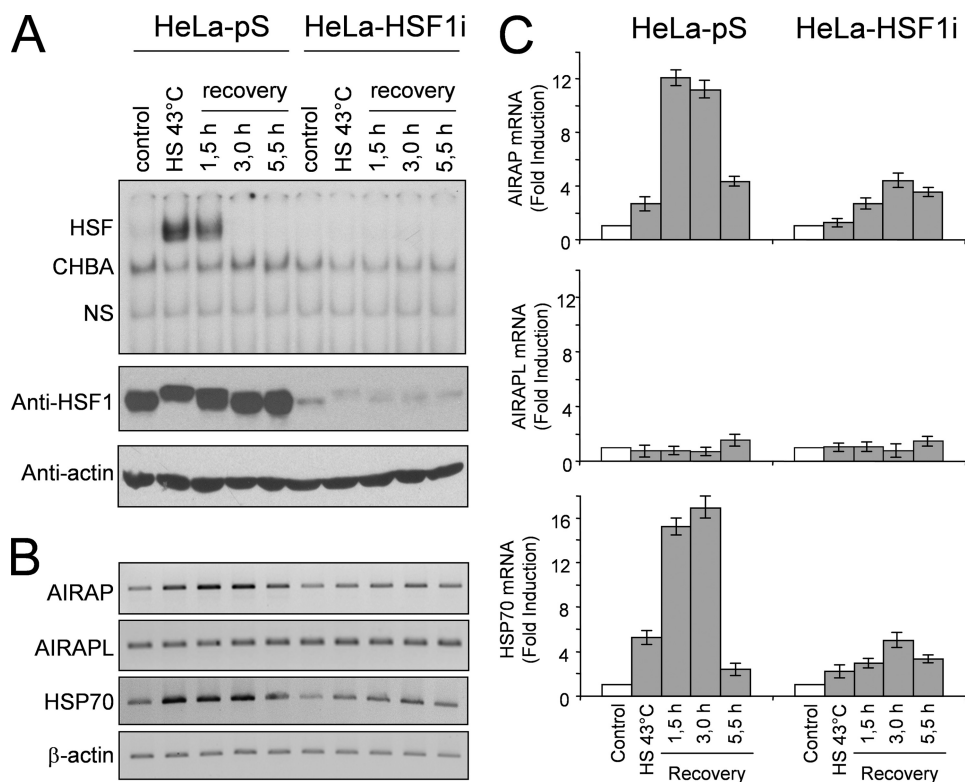 A
HeLa-pS HeLa-HSF1i
recovery recovery
control HS 43°C 1,5 h 3,0 h 5,5 h control HS 43°C 1,5 h 3,0 h 5,5 h
HSF
CHBA
NS
Anti-HSF1
Anti-actin
B
AIRAP
AIRAPL
HSP70
β-actin
C
HeLa-pS HeLa-HSF1i
AIRAP mRNA
(Fold Induction)
12
8
4
0
AIRAPL mRNA
(Fold Induction)
12
8
4
0
HSP70 mRNA
(Fold Induction)
16
12
8
4
0
Control HS 43°C 1,5 h 3,0 h 5,5 h Control HS 43°C 1,5 h 3,0 h 5,5 h
Recovery Recovery